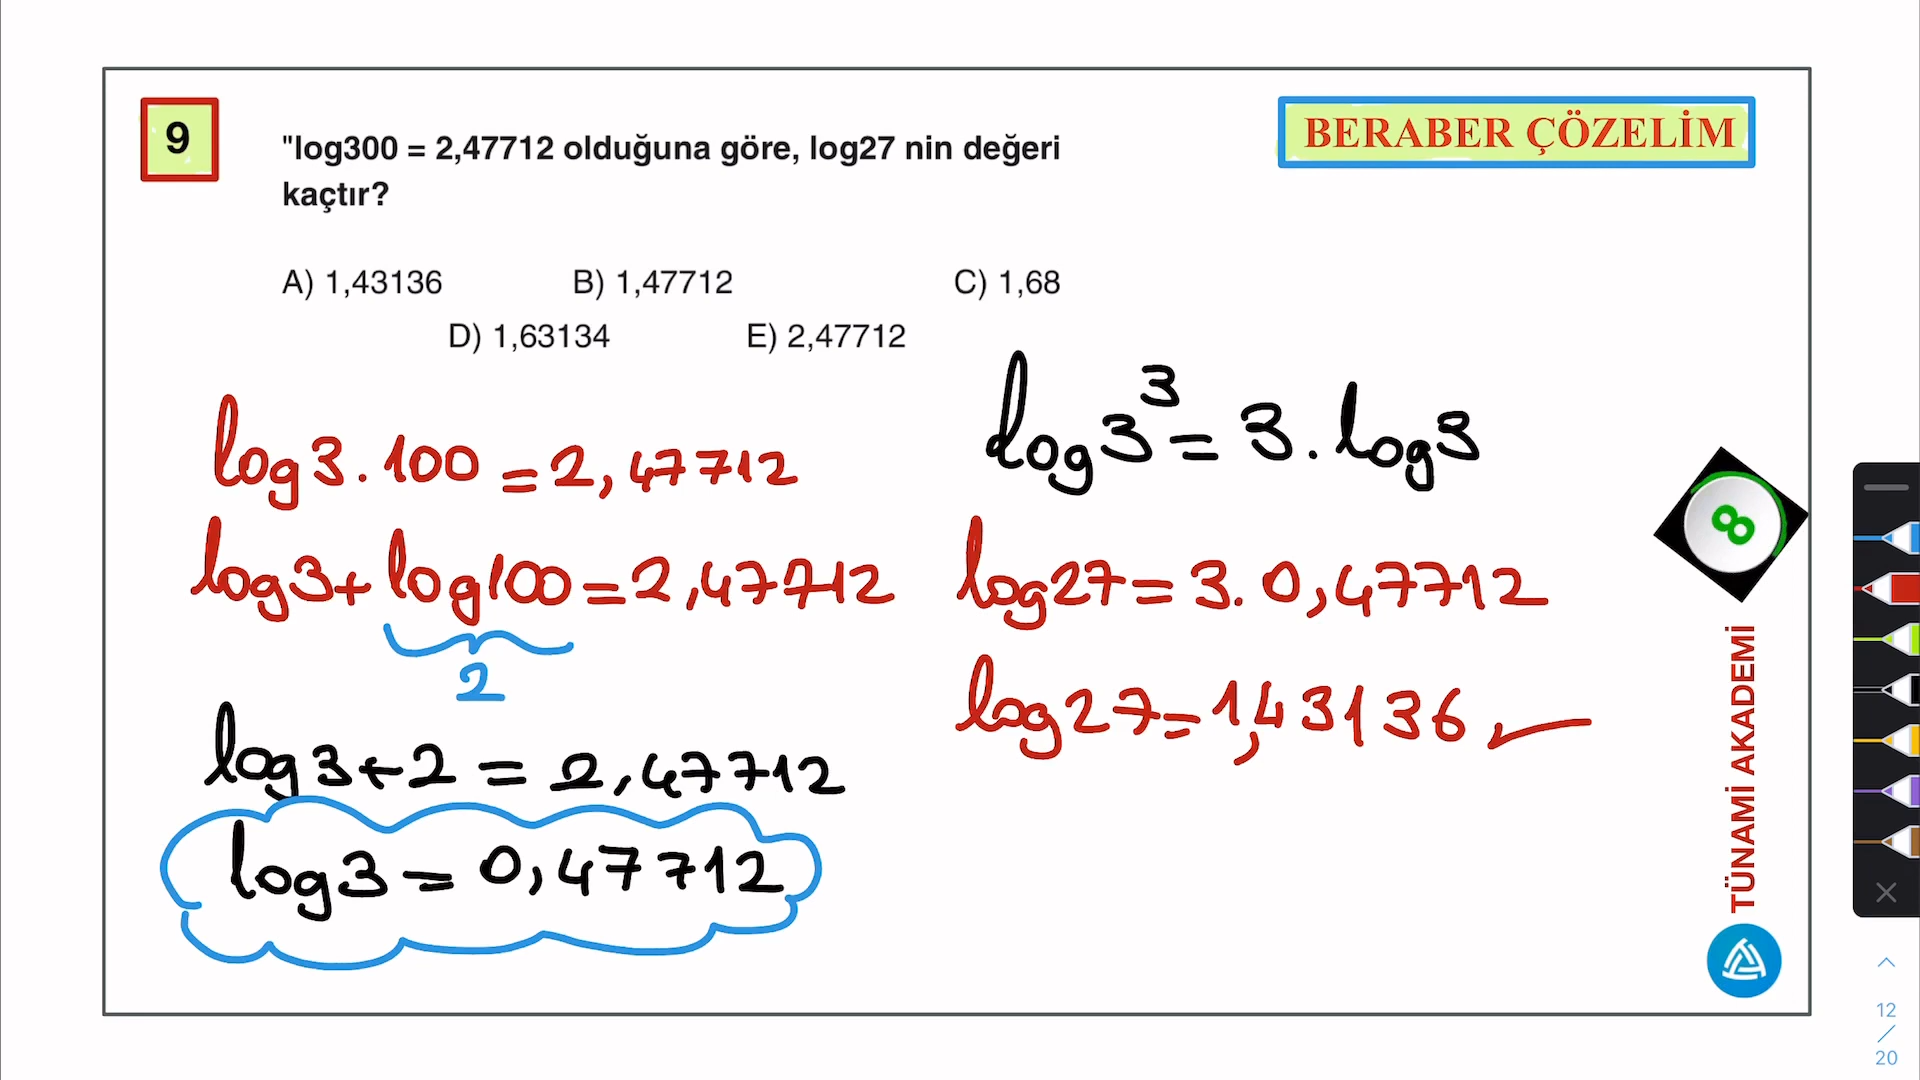 9
"log300 = 2,47712 olduğuna göre, log27 nin değeri
kaçtır?
BERABER ÇÖZELİM
A) 1,43136 B) 1,47712 C) 1,68
D) 1,63134 E) 2,47712
log3.100 = 2,47712
log3+log100=2,47712
2
log3+2 = 2,47712
log3 = 0,47712
log3³ = 3.log3
log27 = 3.0,47712
log27=1,43136
8
TÜNAMİ AKADEMİ
12
/
20